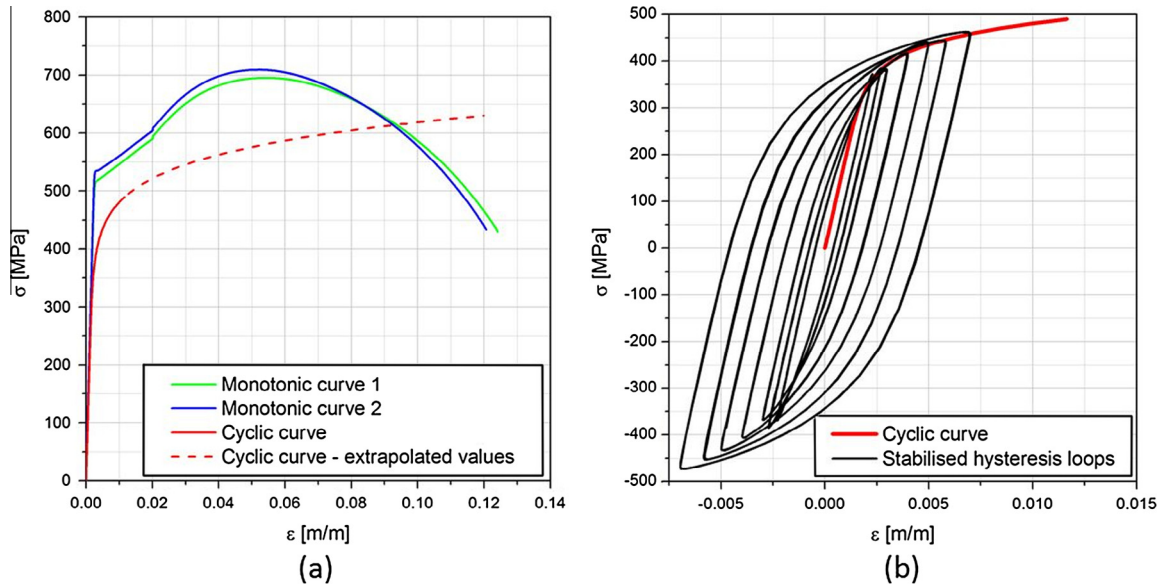 800
700
600
500
400
300
200
100
0
σ [MPa]
0.00 0.02 0.04 0.06 0.08 0.10 0.12 0.14
ε [m/m]
Monotonic curve 1
Monotonic curve 2
Cyclic curve
Cyclic curve - extrapolated values
(a)
500
400
300
200
100
0
-100
-200
-300
-400
-500
σ [MPa]
-0.005 0.000 0.005 0.010 0.015
ε [m/m]
Cyclic curve
Stabilised hysteresis loops
(b)